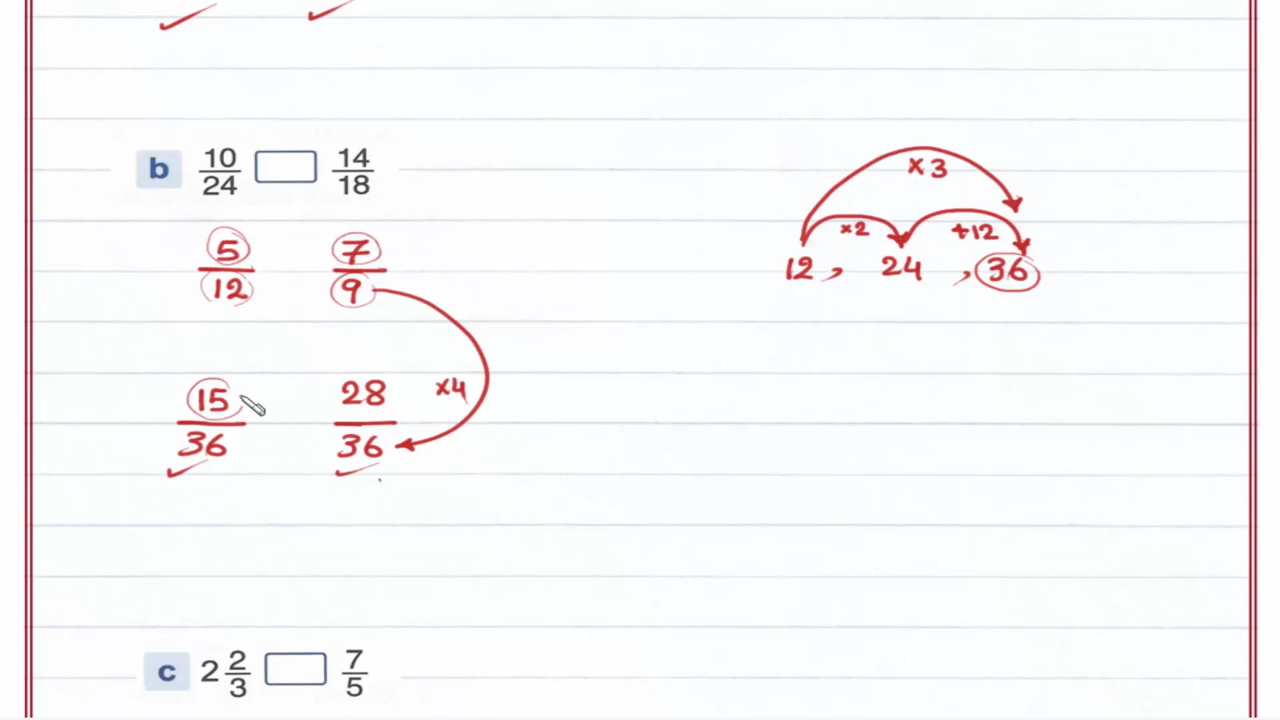 b 10/24 □ 14/18
×3
×2 +12
12 , 24 , 36
5/12 7/9
×4
15/36 28/36
c 2 2/3 □ 7/5